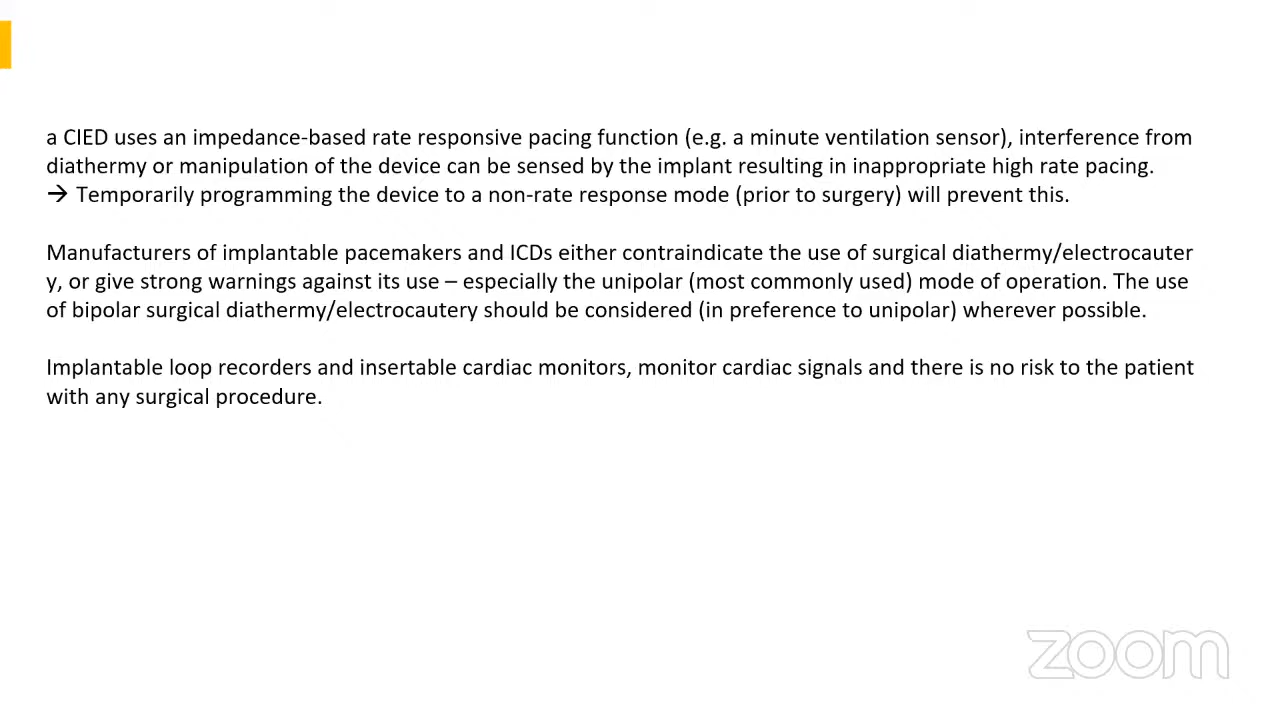 a CIED uses an impedance-based rate responsive pacing function (e.g. a minute ventilation sensor), interference from
diathermy or manipulation of the device can be sensed by the implant resulting in inappropriate high rate pacing.
→ Temporarily programming the device to a non-rate response mode (prior to surgery) will prevent this.
Manufacturers of implantable pacemakers and ICDs either contraindicate the use of surgical diathermy/electrocauter
y, or give strong warnings against its use – especially the unipolar (most commonly used) mode of operation. The use
of bipolar surgical diathermy/electrocautery should be considered (in preference to unipolar) wherever possible.
Implantable loop recorders and insertable cardiac monitors, monitor cardiac signals and there is no risk to the patient
with any surgical procedure.
zoom